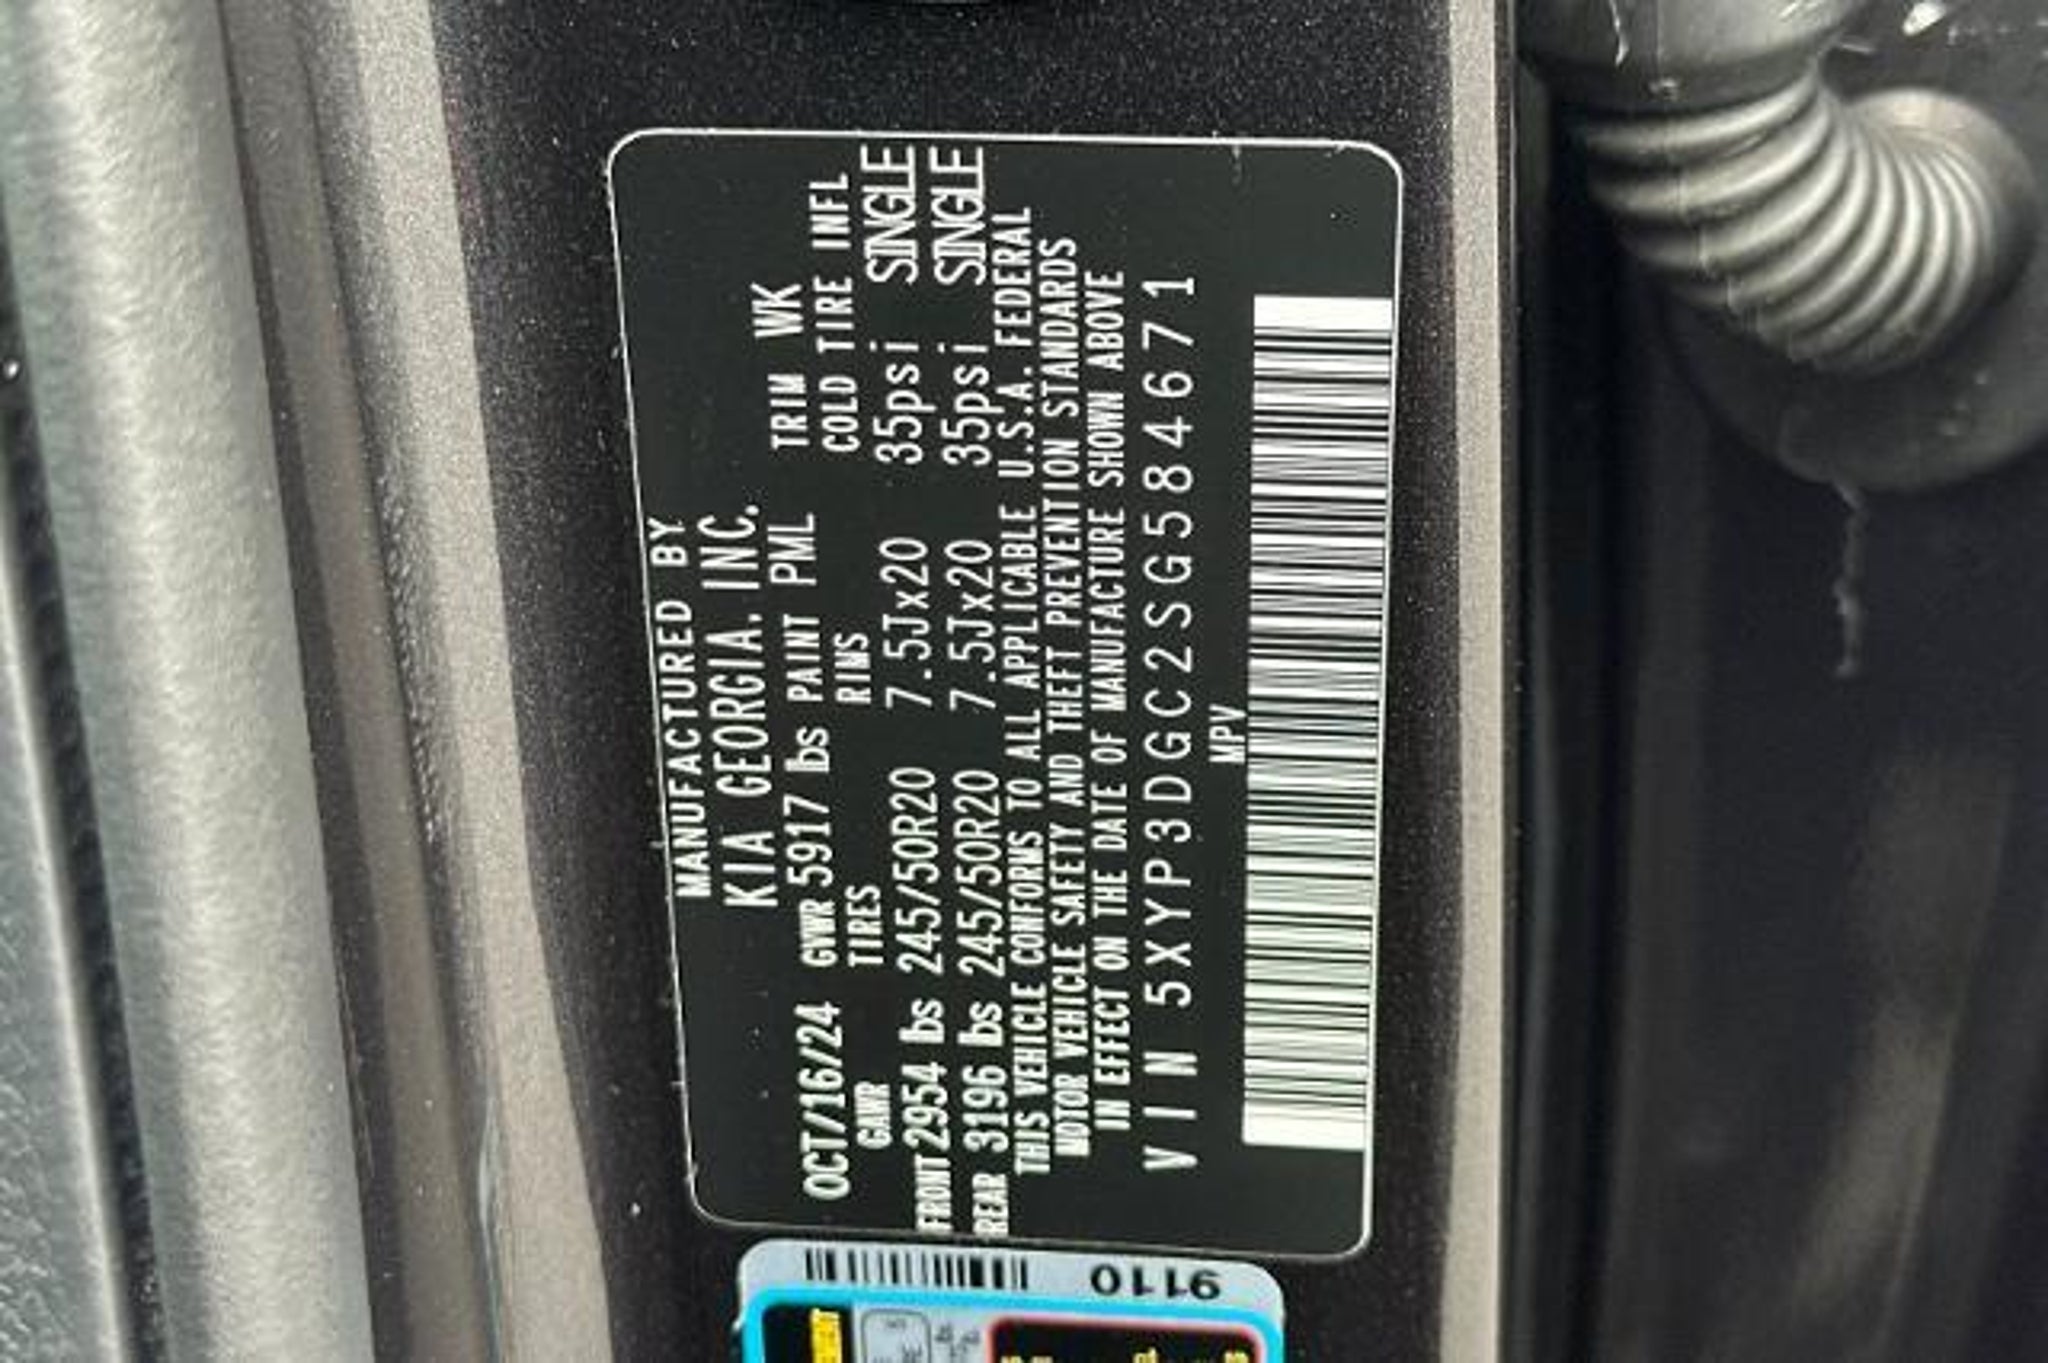 MANUFACTURED BY
KIA GEORGIA. INC.
OCT/16/24 GVWR 5917 lbs PAINT PML TRIM WK
GAWR TIRES RIMS COLD TIRE INFL
FRONT 2954 lbs 245/50R20 7.5Jx20 35psi SINGLE
REAR 3196 lbs 245/50R20 7.5Jx20 35psi SINGLE
THIS VEHICLE CONFORMS TO ALL APPLICABLE U.S.A. FEDERAL
MOTOR VEHICLE SAFETY AND THEFT PREVENTION STANDARDS
IN EFFECT ON THE DATE OF MANUFACTURE SHOWN ABOVE
VIN 5XYP3DGC2SG584671
MPV
9110